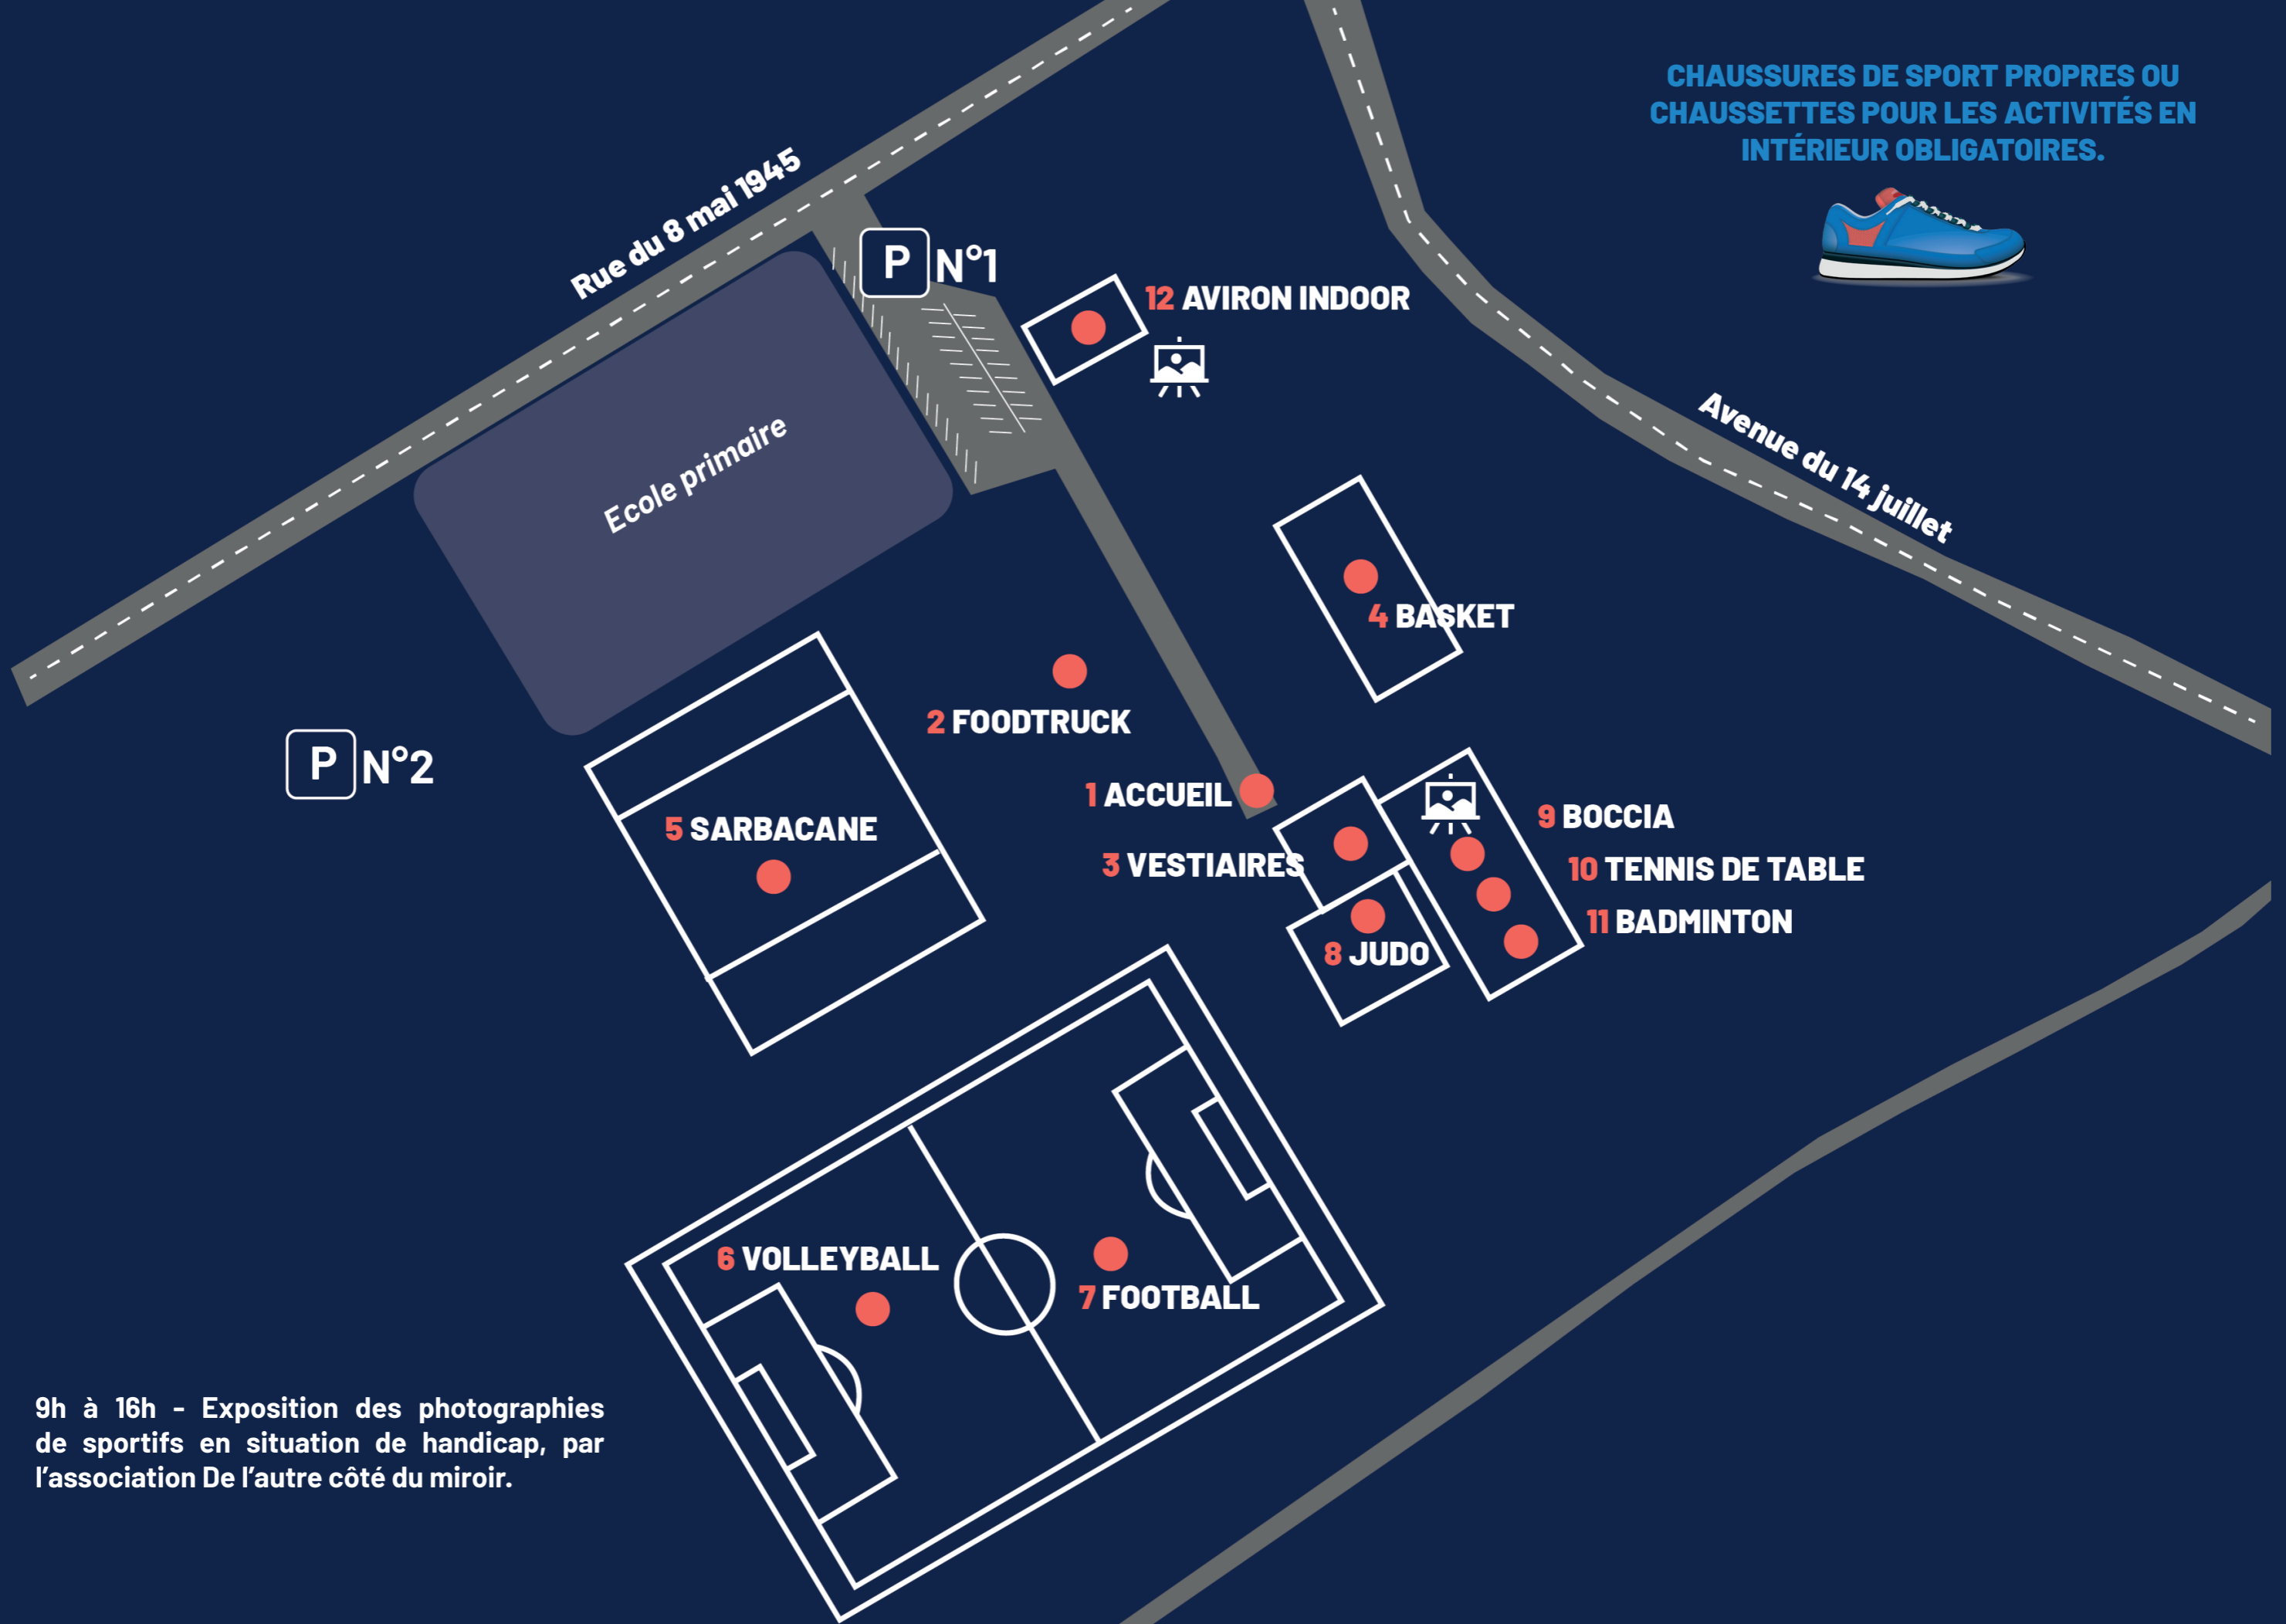 CHAUSSURES DE SPORT PROPRES OU
CHAUSSETTES POUR LES ACTIVITÉS EN
INTÉRIEUR OBLIGATOIRES.
Rue du 8 mai 1945
P N°1
12 AVIRON INDOOR
Avenue du 14 juillet
Ecole primaire
4 BASKET
2 FOODTRUCK
P N°2
1 ACCUEIL
5 SARBACANE
3 VESTIAIRES
9 BOCCIA
10 TENNIS DE TABLE
11 BADMINTON
8 JUDO
6 VOLLEYBALL
7 FOOTBALL
9h à 16h - Exposition des photographies
de sportifs en situation de handicap, par
l'association De l'autre côté du miroir.